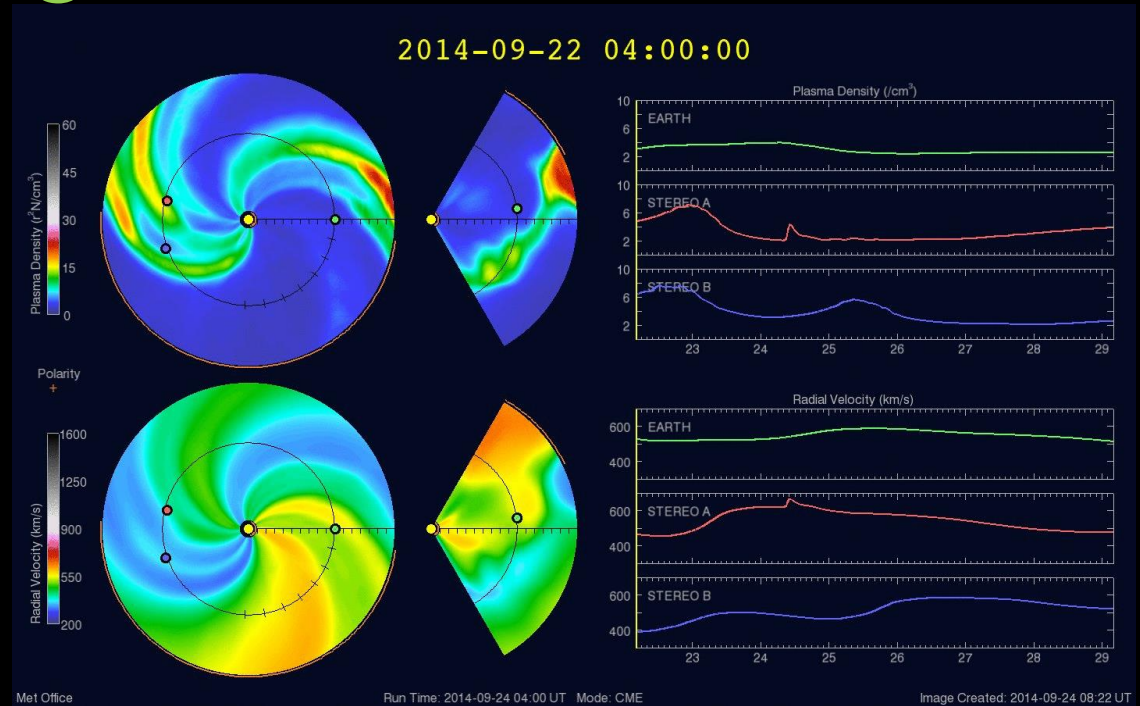 2014-09-22 04:00:00
Plasma Density (r²N/cm³)
60
45
30
15
0
Plasma Density (/cm³)
10
6
2
EARTH
10
6
2
STEREO A
10
6
2
STEREO B
23 24 25 26 27 28 29
Polarity
+
Radial Velocity (km/s)
1600
1250
900
550
200
Radial Velocity (km/s)
600
400
EARTH
600
400
STEREO A
600
400
STEREO B
23 24 25 26 27 28 29
Met Office Run Time: 2014-09-24 04:00 UT Mode: CME Image Created: 2014-09-24 08:22 UT